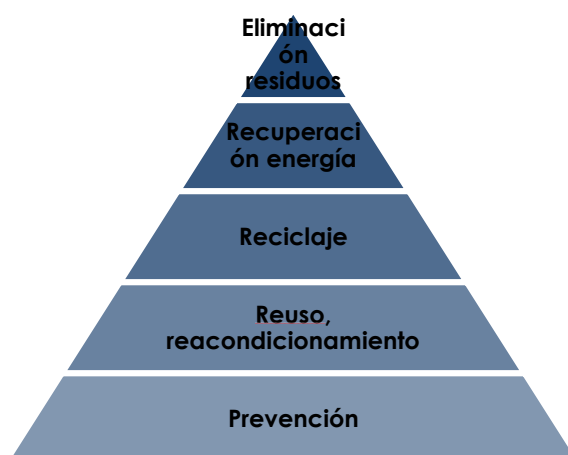 Eliminaci
ón
residuos
Recuperaci
ón energía
Reciclaje
Reuso,
reacondicionamiento
Prevención